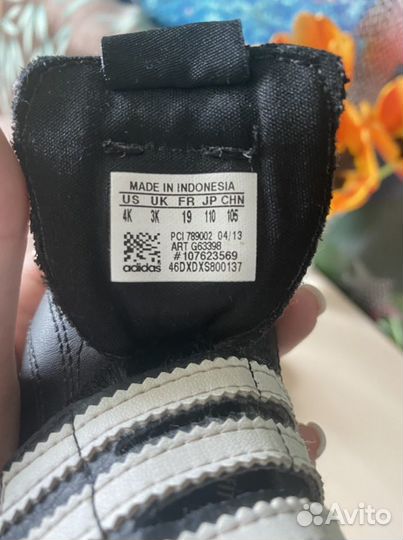 MADE IN INDONESIA
US UK FR JP CHN
4K 3K 19 110 105
PCI 789002 04/13
ART G63398
#107623569
adidas 46DXDXS800137
Avito